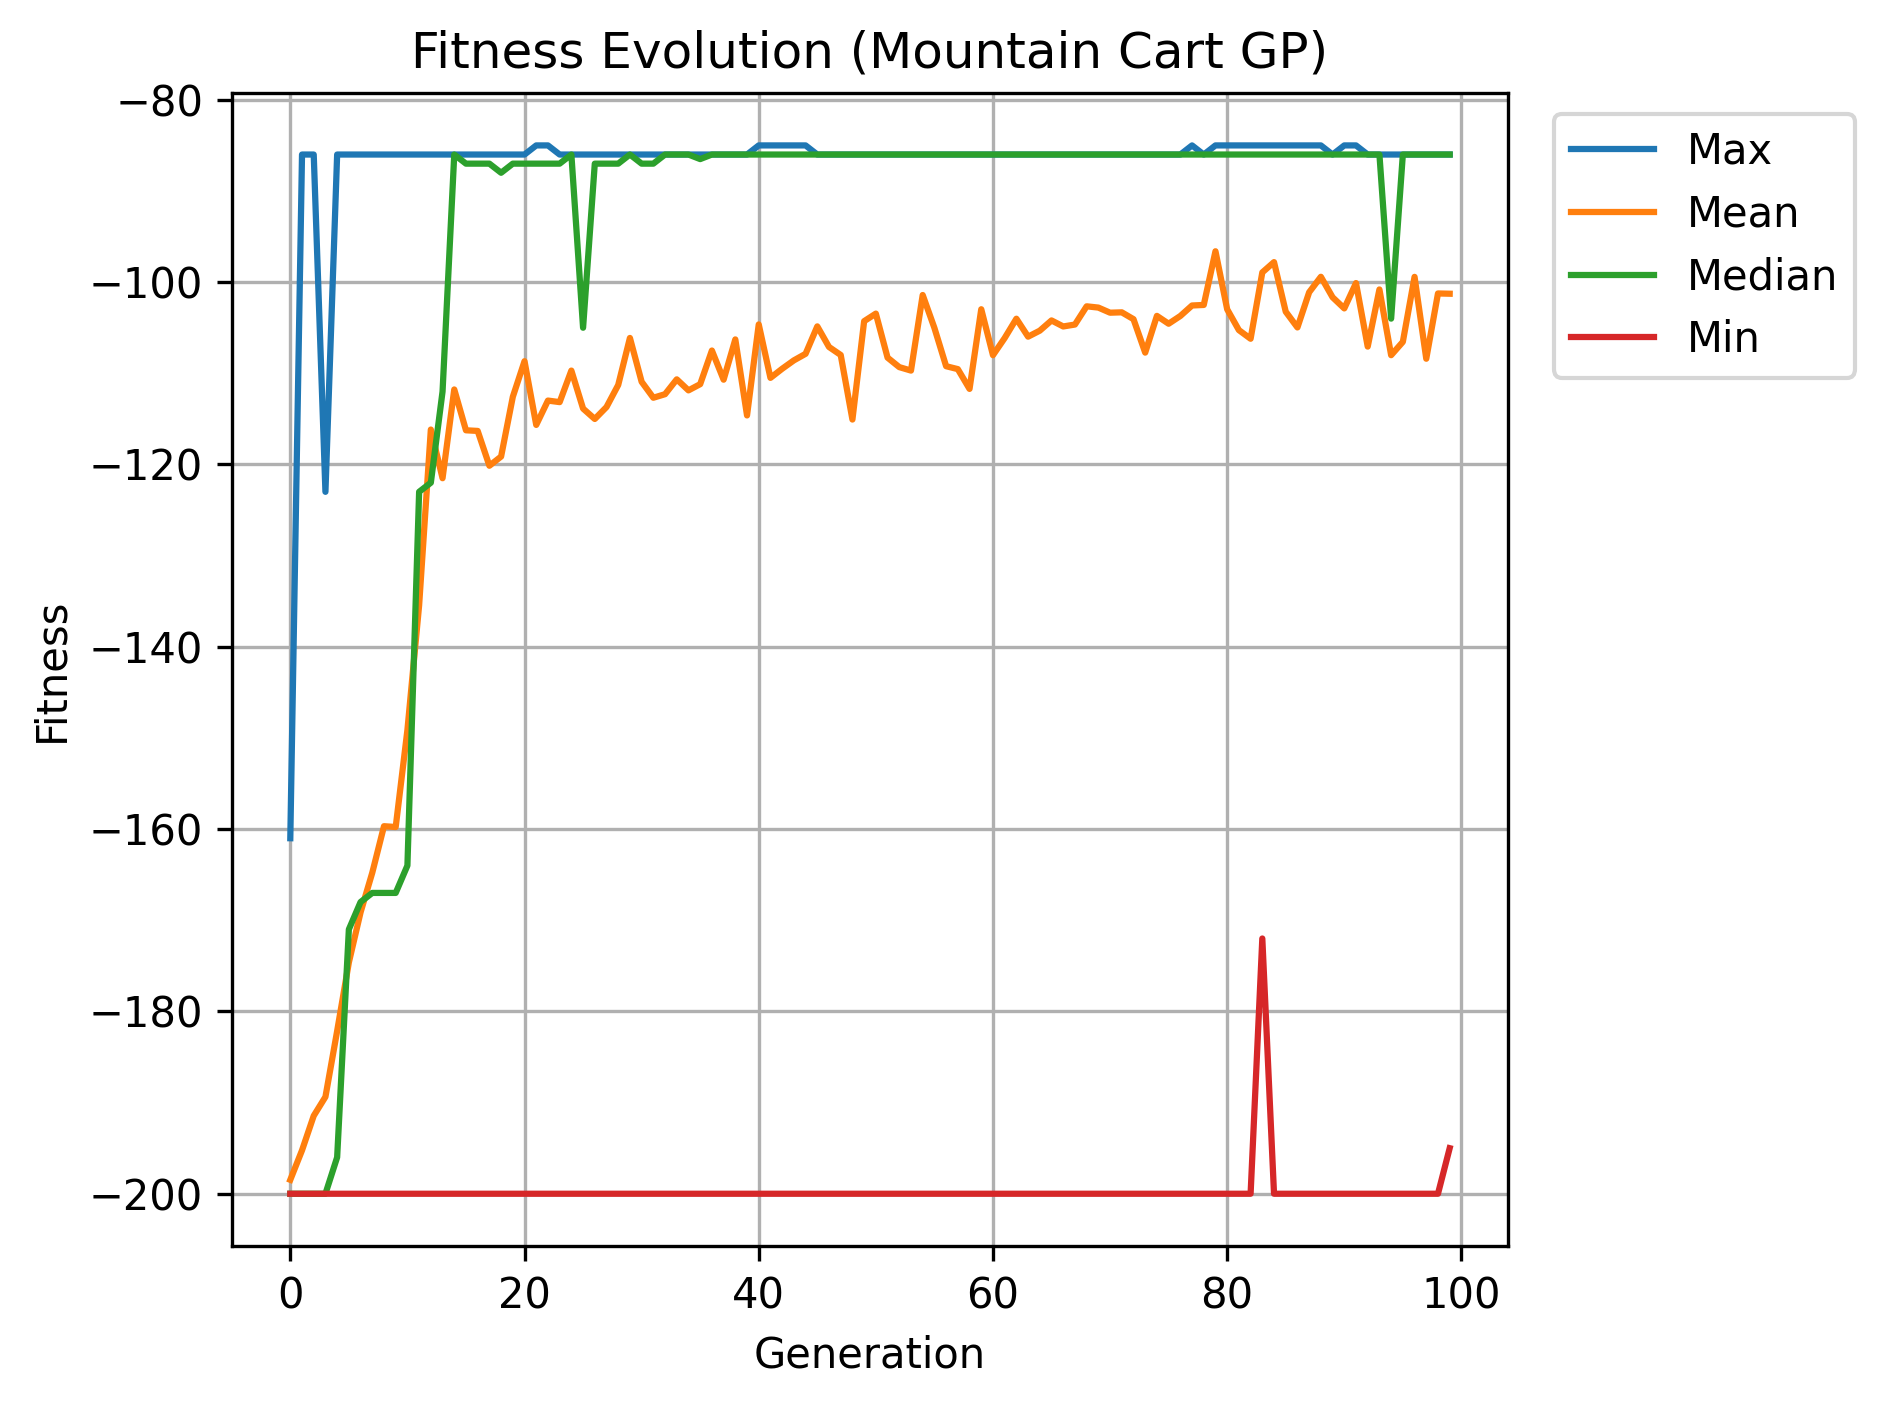 Fitness Evolution (Mountain Cart GP)
−80
−100
−120
−140
−160
−180
−200
Fitness
0 20 40 60 80 100
Generation
Max
Mean
Median
Min